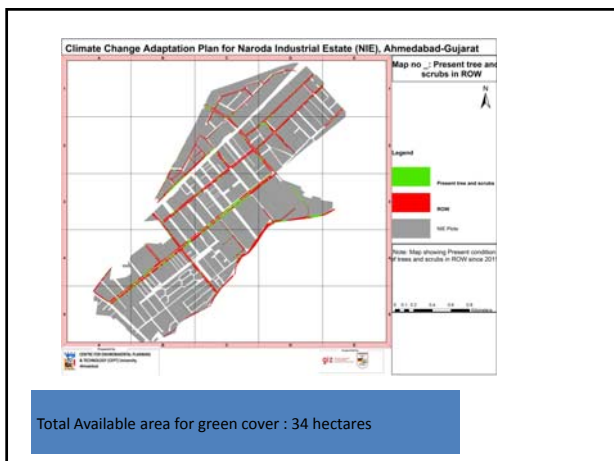 Climate Change Adaptation Plan for Naroda Industrial Estate (NIE), Ahmedabad-Gujarat
Map no _: Present tree and
scrubs in ROW
N
Legend
Present tree and scrubs
ROW
NIE Plots
Note: Map showing Present condition
of trees and scrubs in ROW since 201
CENTRE FOR ENVIRONMENTAL PLANNING
& TECHNOLOGY (CEPT) University
Ahmedabad
giz
Total Available area for green cover : 34 hectares